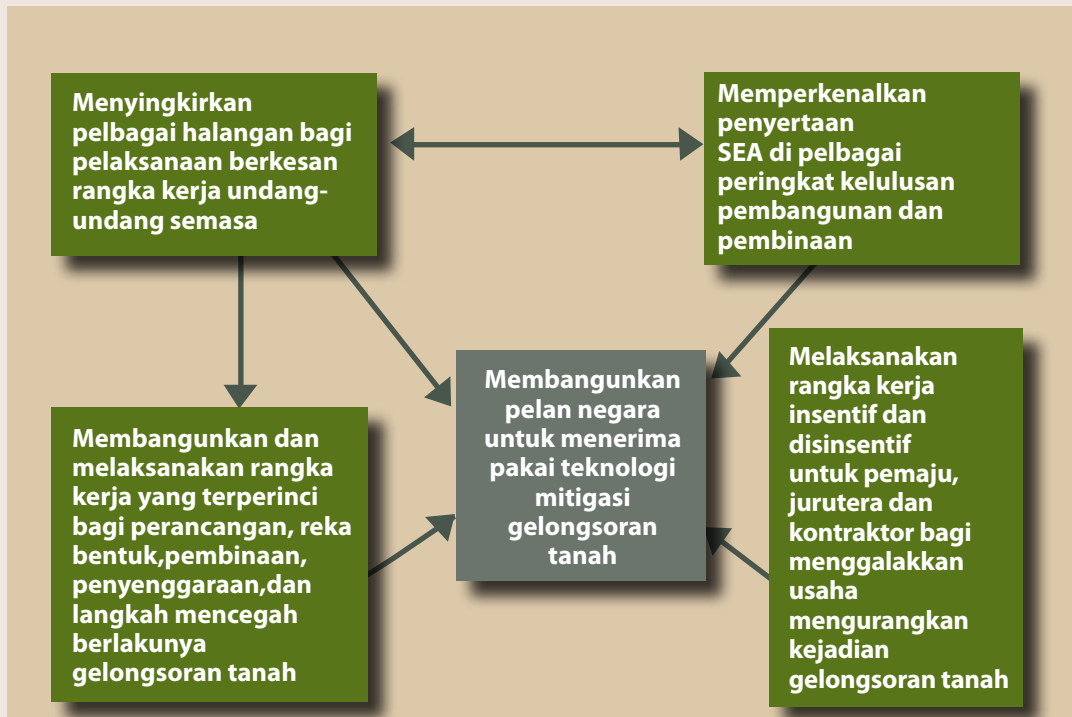 Menyingkirkan
pelbagai halangan bagi
pelaksanaan berkesan
rangka kerja undang-
undang semasa
Memperkenalkan
penyertaan
SEA di pelbagai
peringkat kelulusan
pembangunan dan
pembinaan
Membangunkan dan
melaksanakan rangka
kerja yang terperinci
bagi perancangan, reka
bentuk,pembinaan,
penyenggaraan,dan
langkah mencegah
berlakunya
gelongsoran tanah
Membangunkan
pelan negara
untuk menerima
pakai teknologi
mitigasi
gelongsoran
tanah
Melaksanakan
rangka kerja
insentif dan
disinsentif
untuk pemaju,
jurutera dan
kontraktor bagi
menggalakkan
usaha
mengurangkan
kejadian
gelongsoran tanah